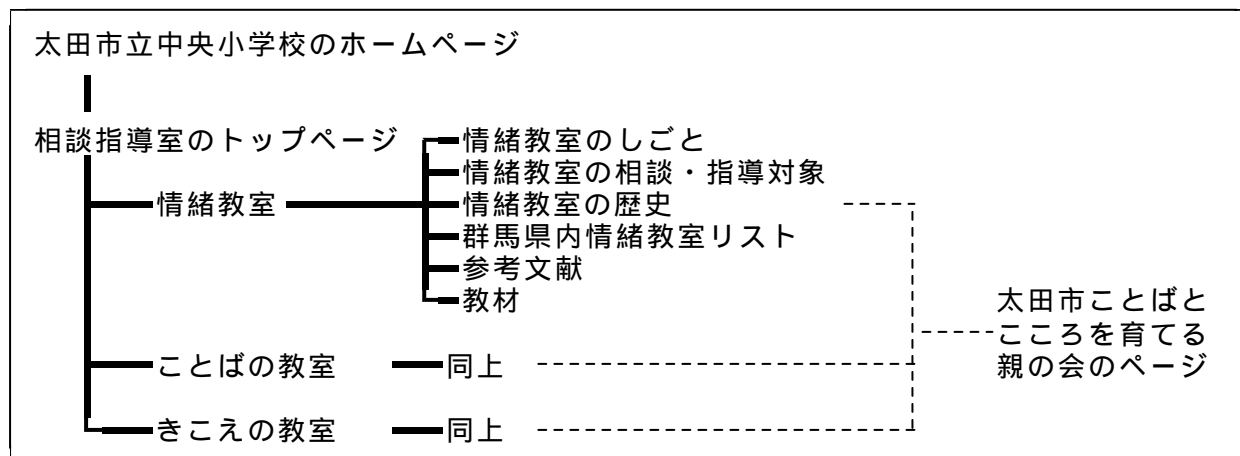 太田市立中央小学校のホームページ
相談指導室のトップページ
情緒教室
情緒教室のしごと
情緒教室の相談・指導対象
情緒教室の歴史
群馬県内情緒教室リスト
参考文献
教材
ことばの教室
同上
きこえの教室
同上
太田市ことばと
こころを育てる
親の会のページ